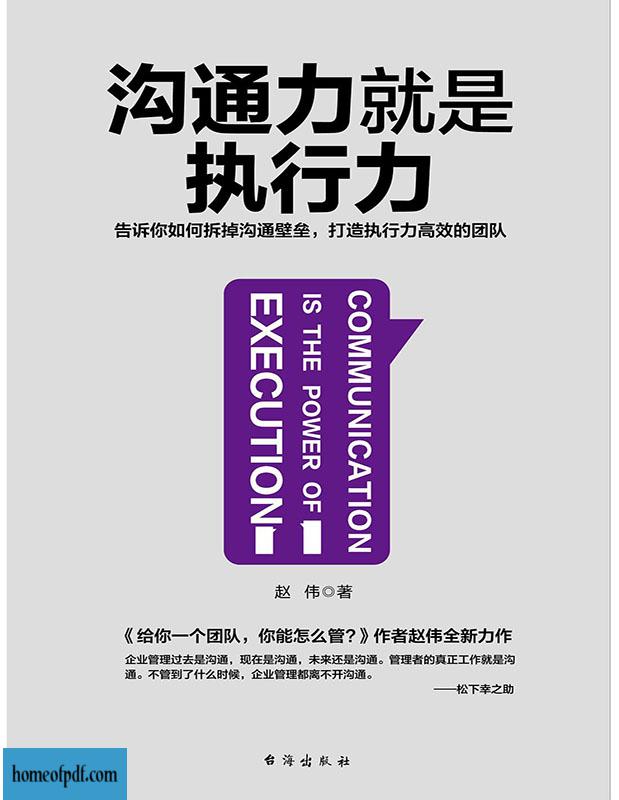 沟通力就是
执行力
告诉你如何拆掉沟通壁垒，打造执行力高效的团队
COMMUNICATION
IS THE POWER OF
EXECUTION
赵 伟◎著
《给你一个团队，你能怎么管？》作者赵伟全新力作
企业管理过去是沟通，现在是沟通，未来还是沟通。管理者的真正工作就是沟
通。不管到了什么时候，企业管理都离不开沟通。
——松下幸之助
台海出版社
homeofpdf.com